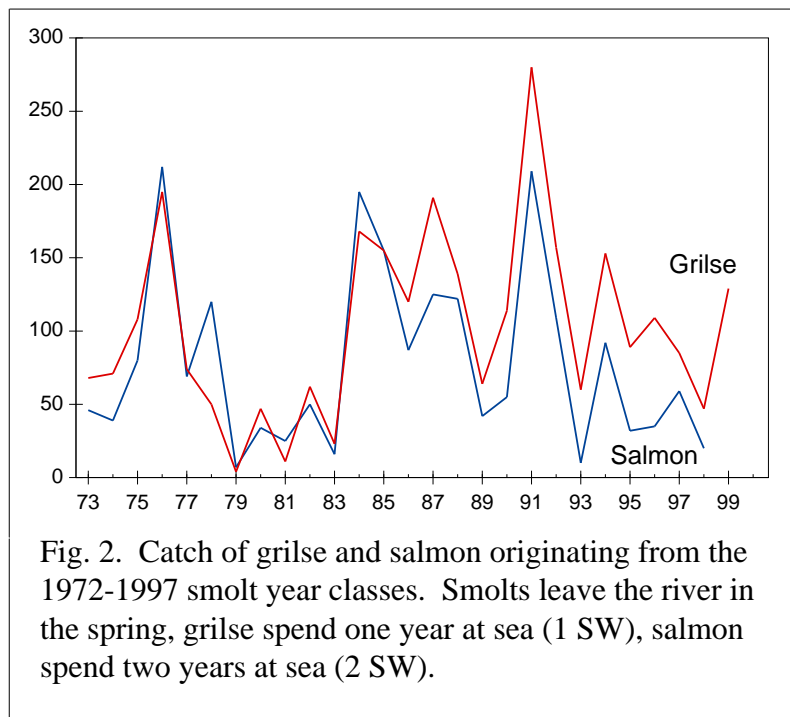 300
250
200
150
100
50
0
Grilse
Salmon
73 75 77 79 81 83 85 87 89 91 93 95 97 99
Fig. 2. Catch of grilse and salmon originating from the
1972-1997 smolt year classes. Smolts leave the river in
the spring, grilse spend one year at sea (1 SW), salmon
spend two years at sea (2 SW).